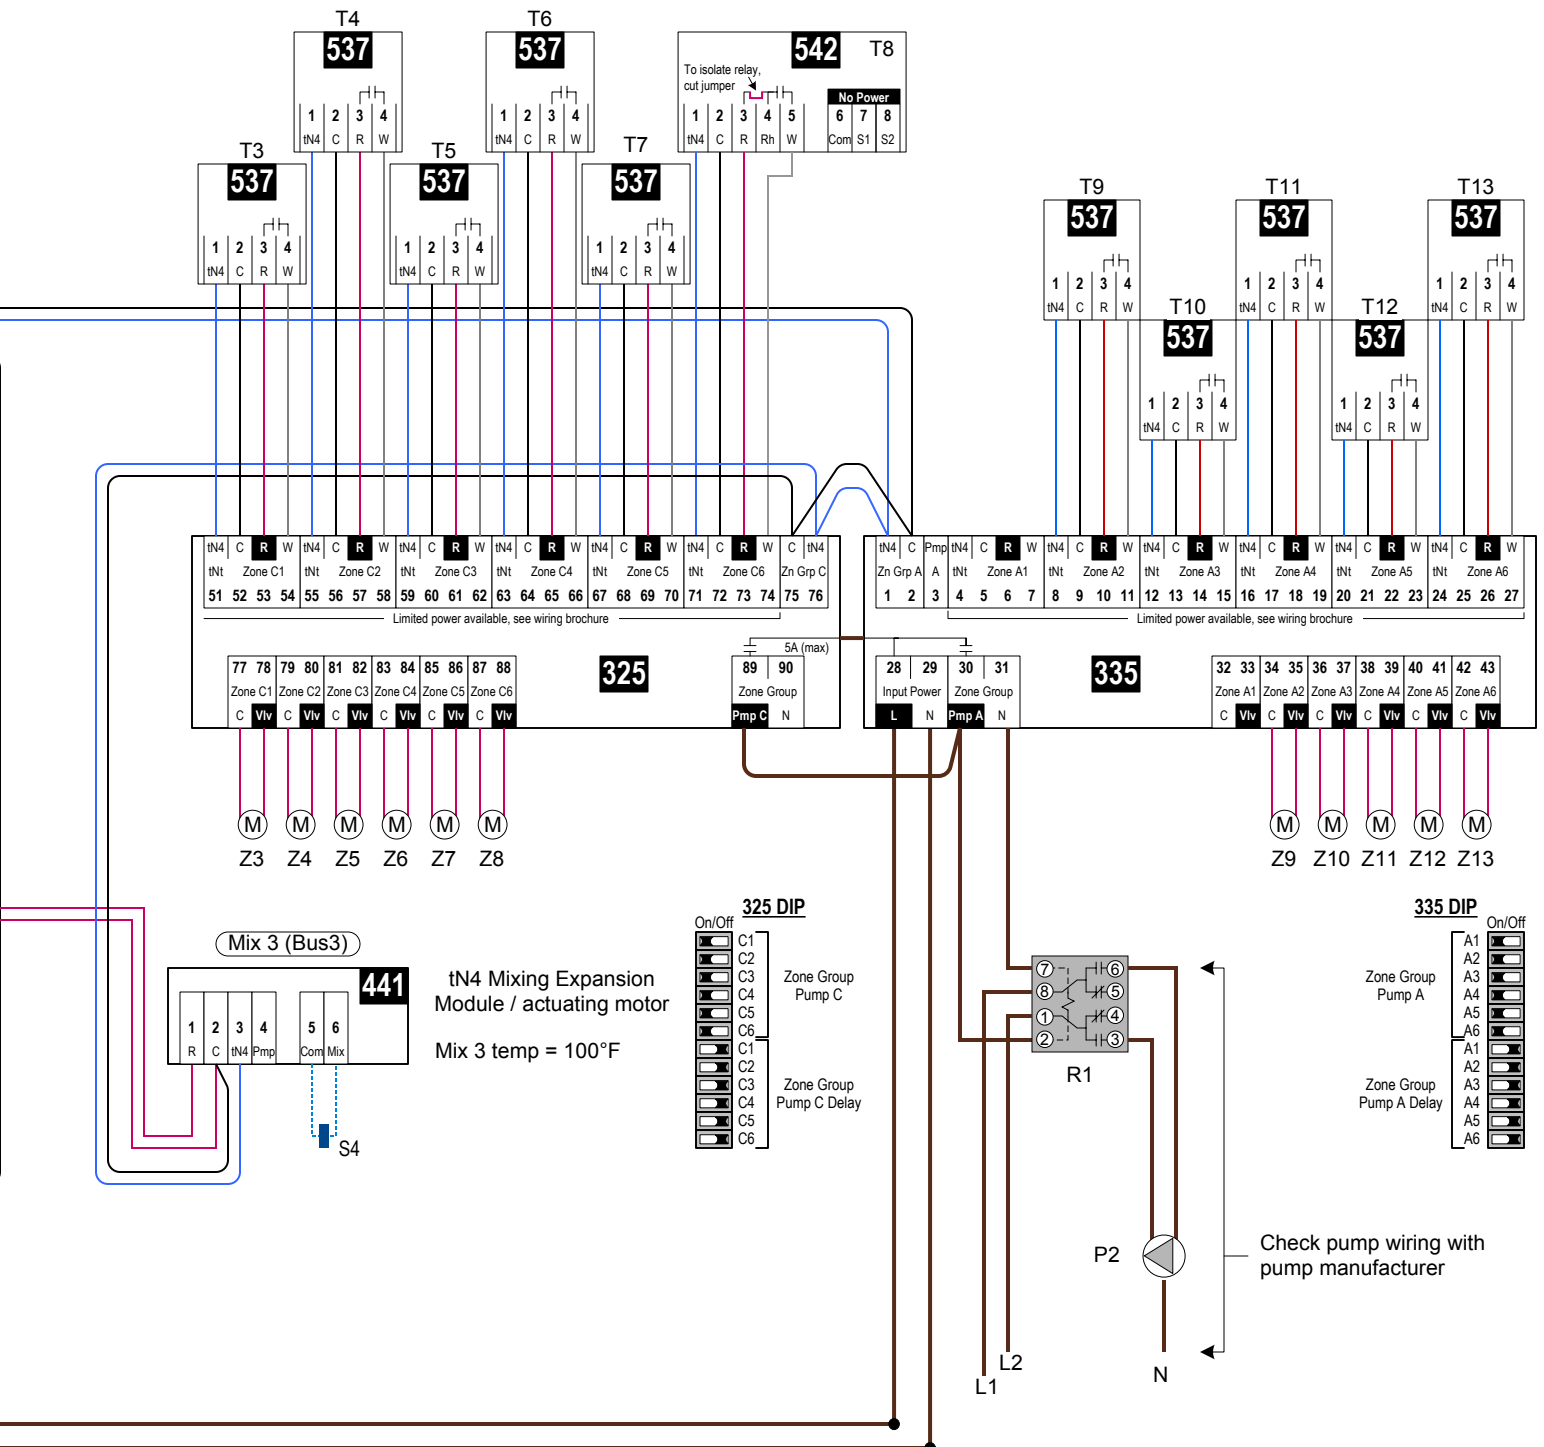 T4
537
1 2 3 4
tN4 C R W
T6
537
1 2 3 4
tN4 C R W
542 T8
To isolate relay,
cut jumper
No Power
1 2 3 4 5 6 7 8
tN4 C R Rh W Com S1 S2
T3
537
1 2 3 4
tN4 C R W
T5
537
1 2 3 4
tN4 C R W
T7
537
1 2 3 4
tN4 C R W
T9
537
1 2 3 4
tN4 C R W
T11
537
1 2 3 4
tN4 C R W
T13
537
1 2 3 4
tN4 C R W
T10
537
1 2 3 4
tN4 C R W
T12
537
1 2 3 4
tN4 C R W
tN4 C R W tN4 C R W tN4 C R W tN4 C R W tN4 C R W tN4 C R W C tN4
tNt Zone C1 tNt Zone C2 tNt Zone C3 tNt Zone C4 tNt Zone C5 tNt Zone C6 Zn Grp C
51 52 53 54 55 56 57 58 59 60 61 62 63 64 65 66 67 68 69 70 71 72 73 74 75 76
Limited power available, see wiring brochure
5A (max)
77 78 79 80 81 82 83 84 85 86 87 88
Zone C1 Zone C2 Zone C3 Zone C4 Zone C5 Zone C6
C Vlv C Vlv C Vlv C Vlv C Vlv C Vlv
325
89 90
Zone Group
Pmp C N
tN4 C Pmp tN4 C R W tN4 C R W tN4 C R W tN4 C R W tN4 C R W tN4 C R W
Zn Grp A A tNt Zone A1 tNt Zone A2 tNt Zone A3 tNt Zone A4 tNt Zone A5 tNt Zone A6
1 2 3 4 5 6 7 8 9 10 11 12 13 14 15 16 17 18 19 20 21 22 23 24 25 26 27
Limited power available, see wiring brochure
28 29 30 31
Input Power Zone Group
L N Pmp A N
335
32 33 34 35 36 37 38 39 40 41 42 43
Zone A1 Zone A2 Zone A3 Zone A4 Zone A5 Zone A6
C Vlv C Vlv C Vlv C Vlv C Vlv C Vlv
M M M M M M
Z3 Z4 Z5 Z6 Z7 Z8
M M M M M
Z9 Z10 Z11 Z12 Z13
Mix 3 (Bus3)
441
1 2 3 4 5 6
R C tN4 Pmp Com Mix
S4
tN4 Mixing Expansion
Module / actuating motor
Mix 3 temp = 100°F
325 DIP
On/Off
C1
C2
C3
C4
C5
C6
Zone Group
Pump C
C1
C2
C3
C4
C5
C6
Zone Group
Pump C Delay
7 6
8 5
1 4
2 3
R1
P2
L2
L1
N
335 DIP
On/Off
A1
A2
A3
A4
A5
A6
Zone Group
Pump A
A1
A2
A3
A4
A5
A6
Zone Group
Pump A Delay
Check pump wiring with
pump manufacturer